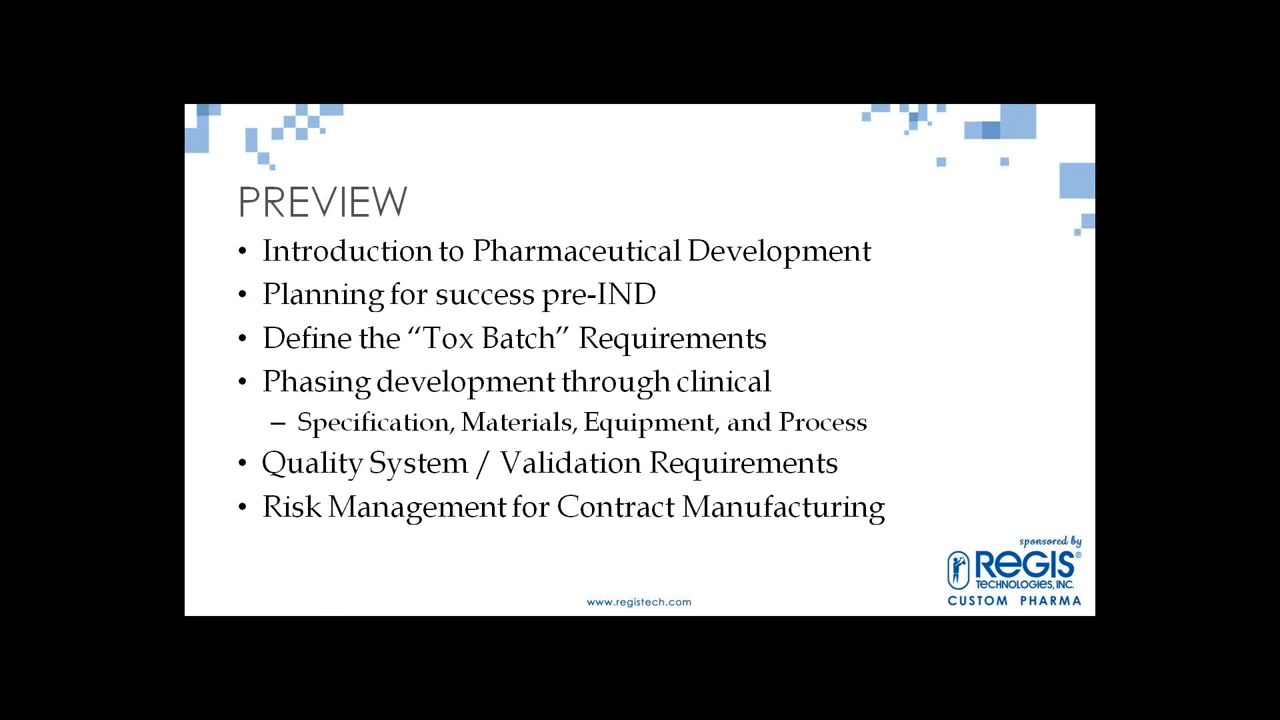 PREVIEW
• Introduction to Pharmaceutical Development
• Planning for success pre-IND
• Define the “Tox Batch” Requirements
• Phasing development through clinical
– Specification, Materials, Equipment, and Process
• Quality System / Validation Requirements
• Risk Management for Contract Manufacturing
sponsored by
REGIS®
TECHNOLOGIES, INC.
CUSTOM PHARMA
www.registech.com